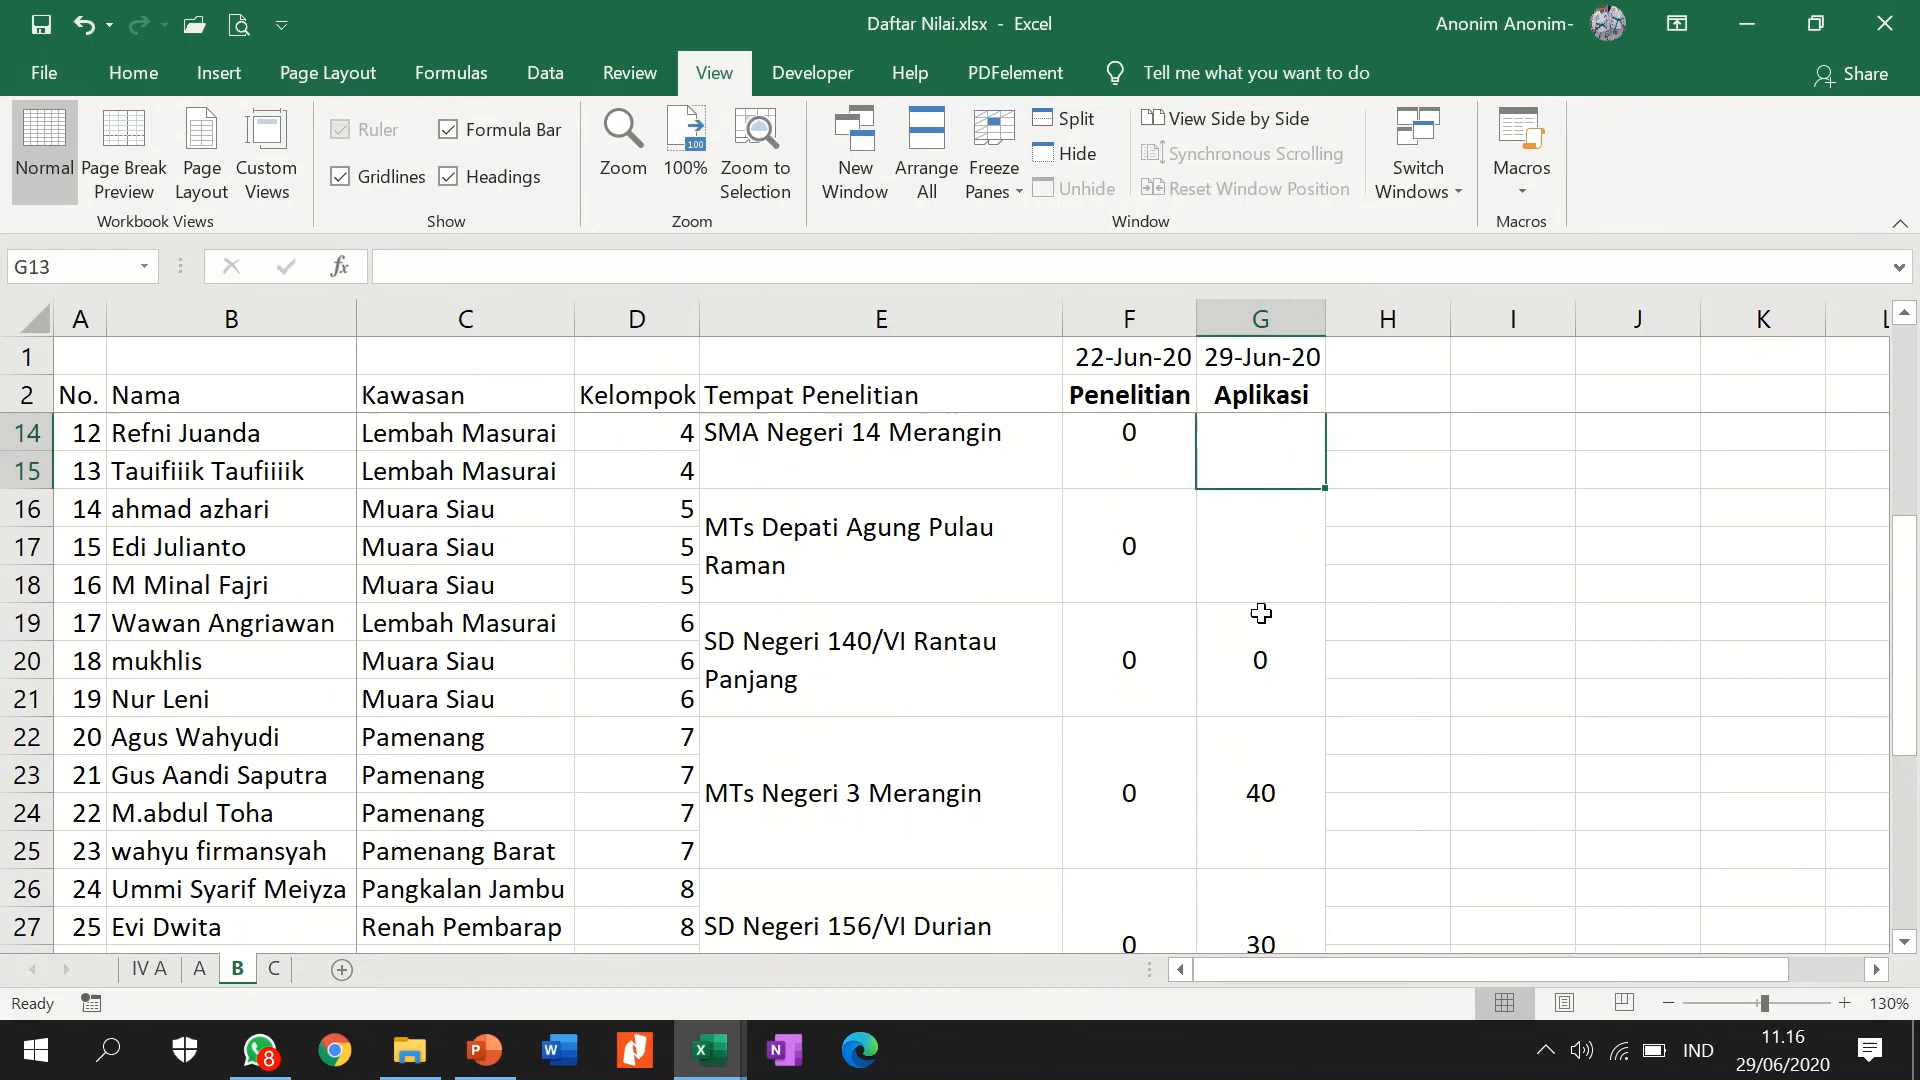 Daftar Nilai.xlsx - Excel
Anonim Anonim-
File Home Insert Page Layout Formulas Data Review View Developer Help PDFelement Tell me what you want to do Share
Normal
Page Break Preview
Page Layout
Custom Views
Workbook Views
Ruler
Formula Bar
Gridlines
Headings
Show
Zoom
100
100%
Zoom to Selection
Zoom
New Window
Arrange All
Freeze Panes
Split
Hide
Unhide
View Side by Side
Synchronous Scrolling
Reset Window Position
Window
Switch Windows
Macros
Macros
G13 fx
A B C D E F G H I J K L
1 22-Jun-20 29-Jun-20
2 No. Nama Kawasan Kelompok Tempat Penelitian Penelitian Aplikasi
14 12 Refni Juanda Lembah Masurai 4 SMA Negeri 14 Merangin 0
15 13 Tauifiiik Taufiiiik Lembah Masurai 4
16 14 ahmad azhari Muara Siau 5
17 15 Edi Julianto Muara Siau 5 MTs Depati Agung Pulau Raman 0
18 16 M Minal Fajri Muara Siau 5
19 17 Wawan Angriawan Lembah Masurai 6
20 18 mukhlis Muara Siau 6 SD Negeri 140/VI Rantau Panjang 0 0
21 19 Nur Leni Muara Siau 6
22 20 Agus Wahyudi Pamenang 7
23 21 Gus Aandi Saputra Pamenang 7 MTs Negeri 3 Merangin 0 40
24 22 M.abdul Toha Pamenang 7
25 23 wahyu firmansyah Pamenang Barat 7
26 24 Ummi Syarif Meiyza Pangkalan Jambu 8
27 25 Evi Dwita Renah Pembarap 8 SD Negeri 156/VI Durian 0 30
IV A A B C
Ready 130%
8 P W N IND
11.16
29/06/2020